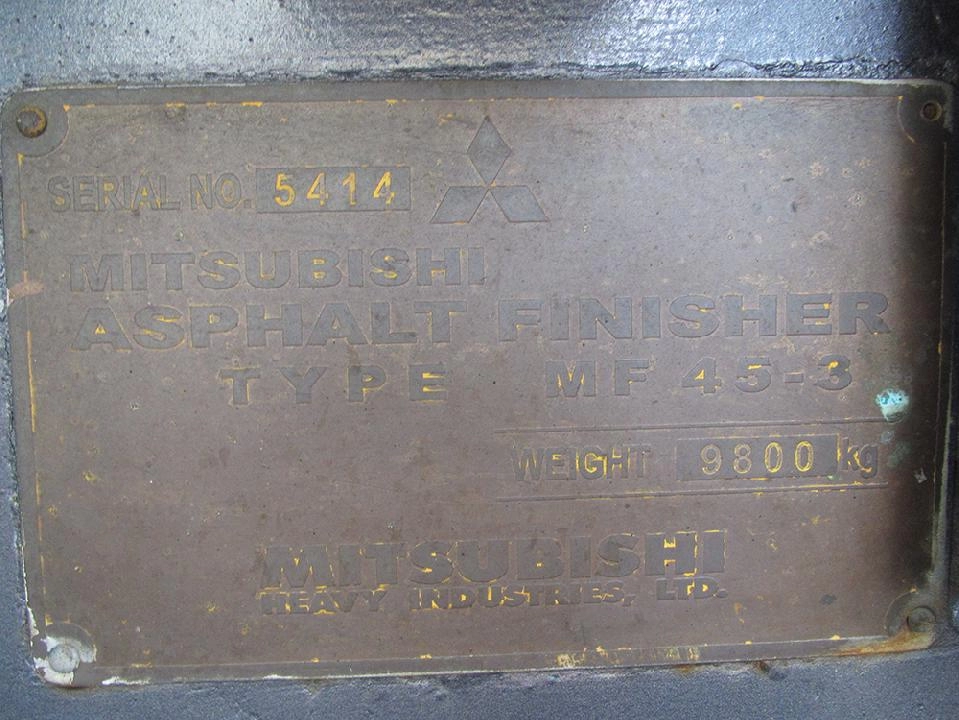 SERIAL NO. 5414
MITSUBISHI
ASPHALT FINISHER
TYPE MF 45-3
WEIGHT 9800 kg
MITSUBISHI
HEAVY INDUSTRIES, LTD.